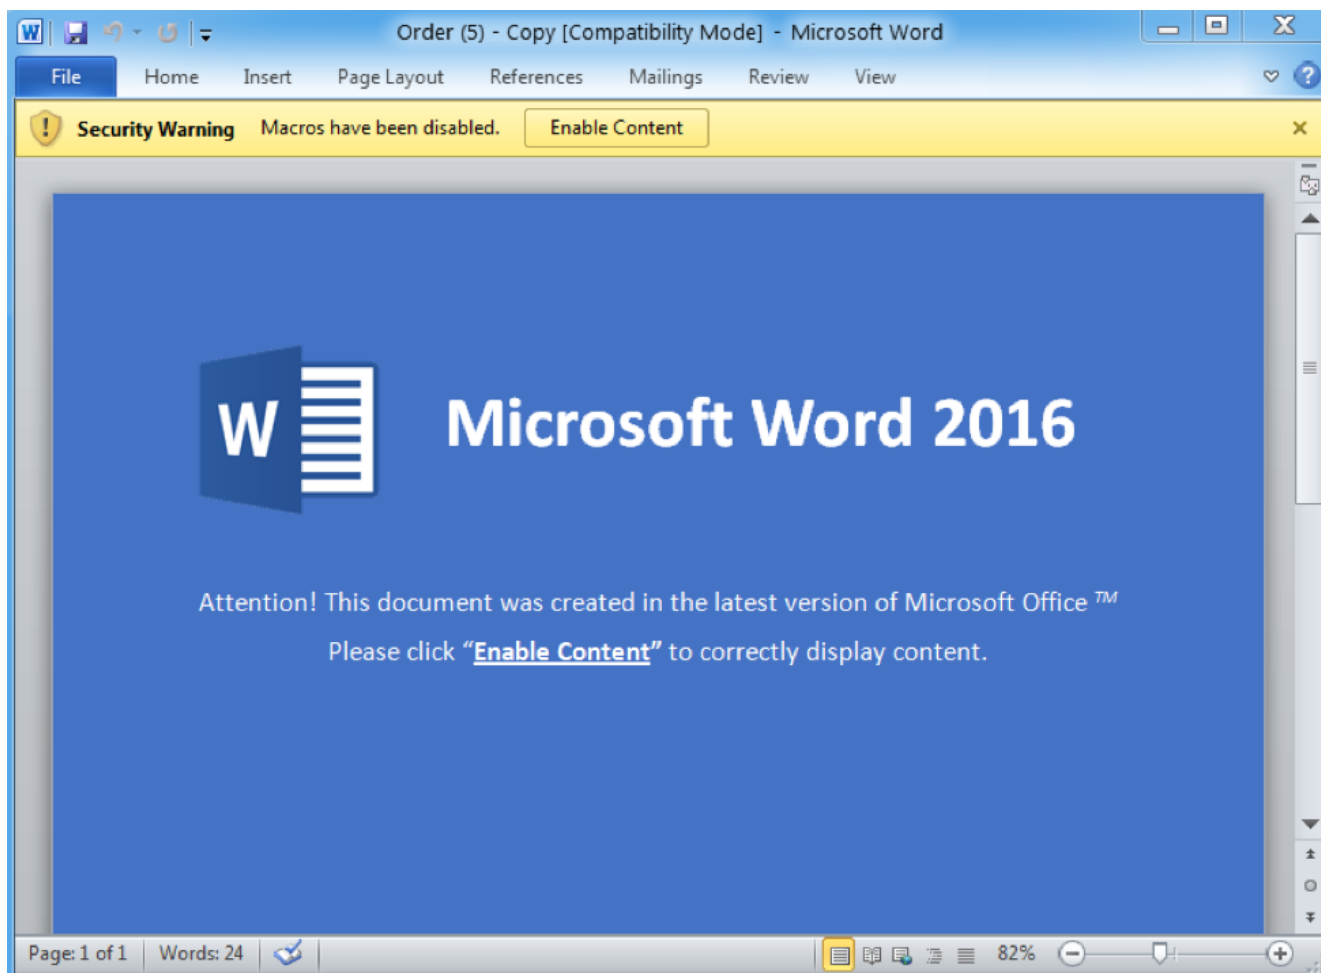 Order (5) - Copy [Compatibility Mode] - Microsoft Word
File Home Insert Page Layout References Mailings Review View
Security Warning Macros have been disabled. Enable Content
W
Microsoft Word 2016
Attention! This document was created in the latest version of Microsoft Office ™
Please click “Enable Content” to correctly display content.
Page: 1 of 1 Words: 24 82%